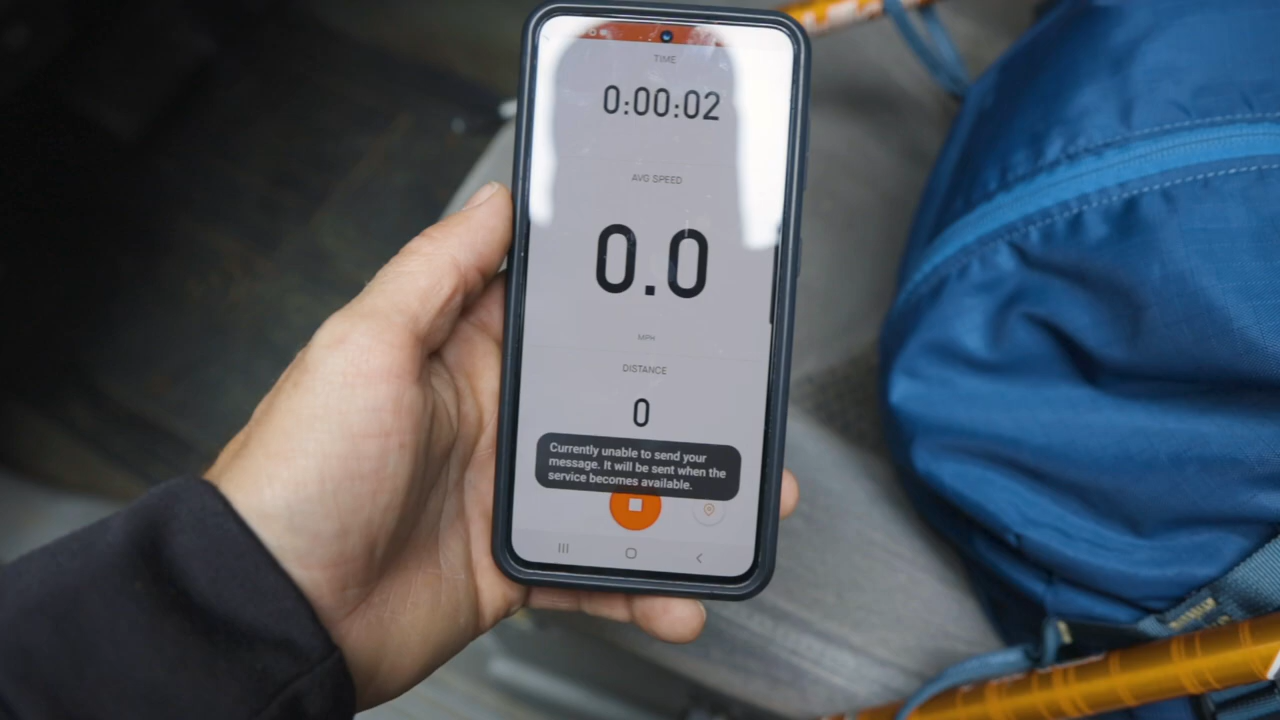 TIME
0:00:02
AVG SPEED
0.0
MPH
DISTANCE
0
Currently unable to send your
message. It will be sent when the
service becomes available.